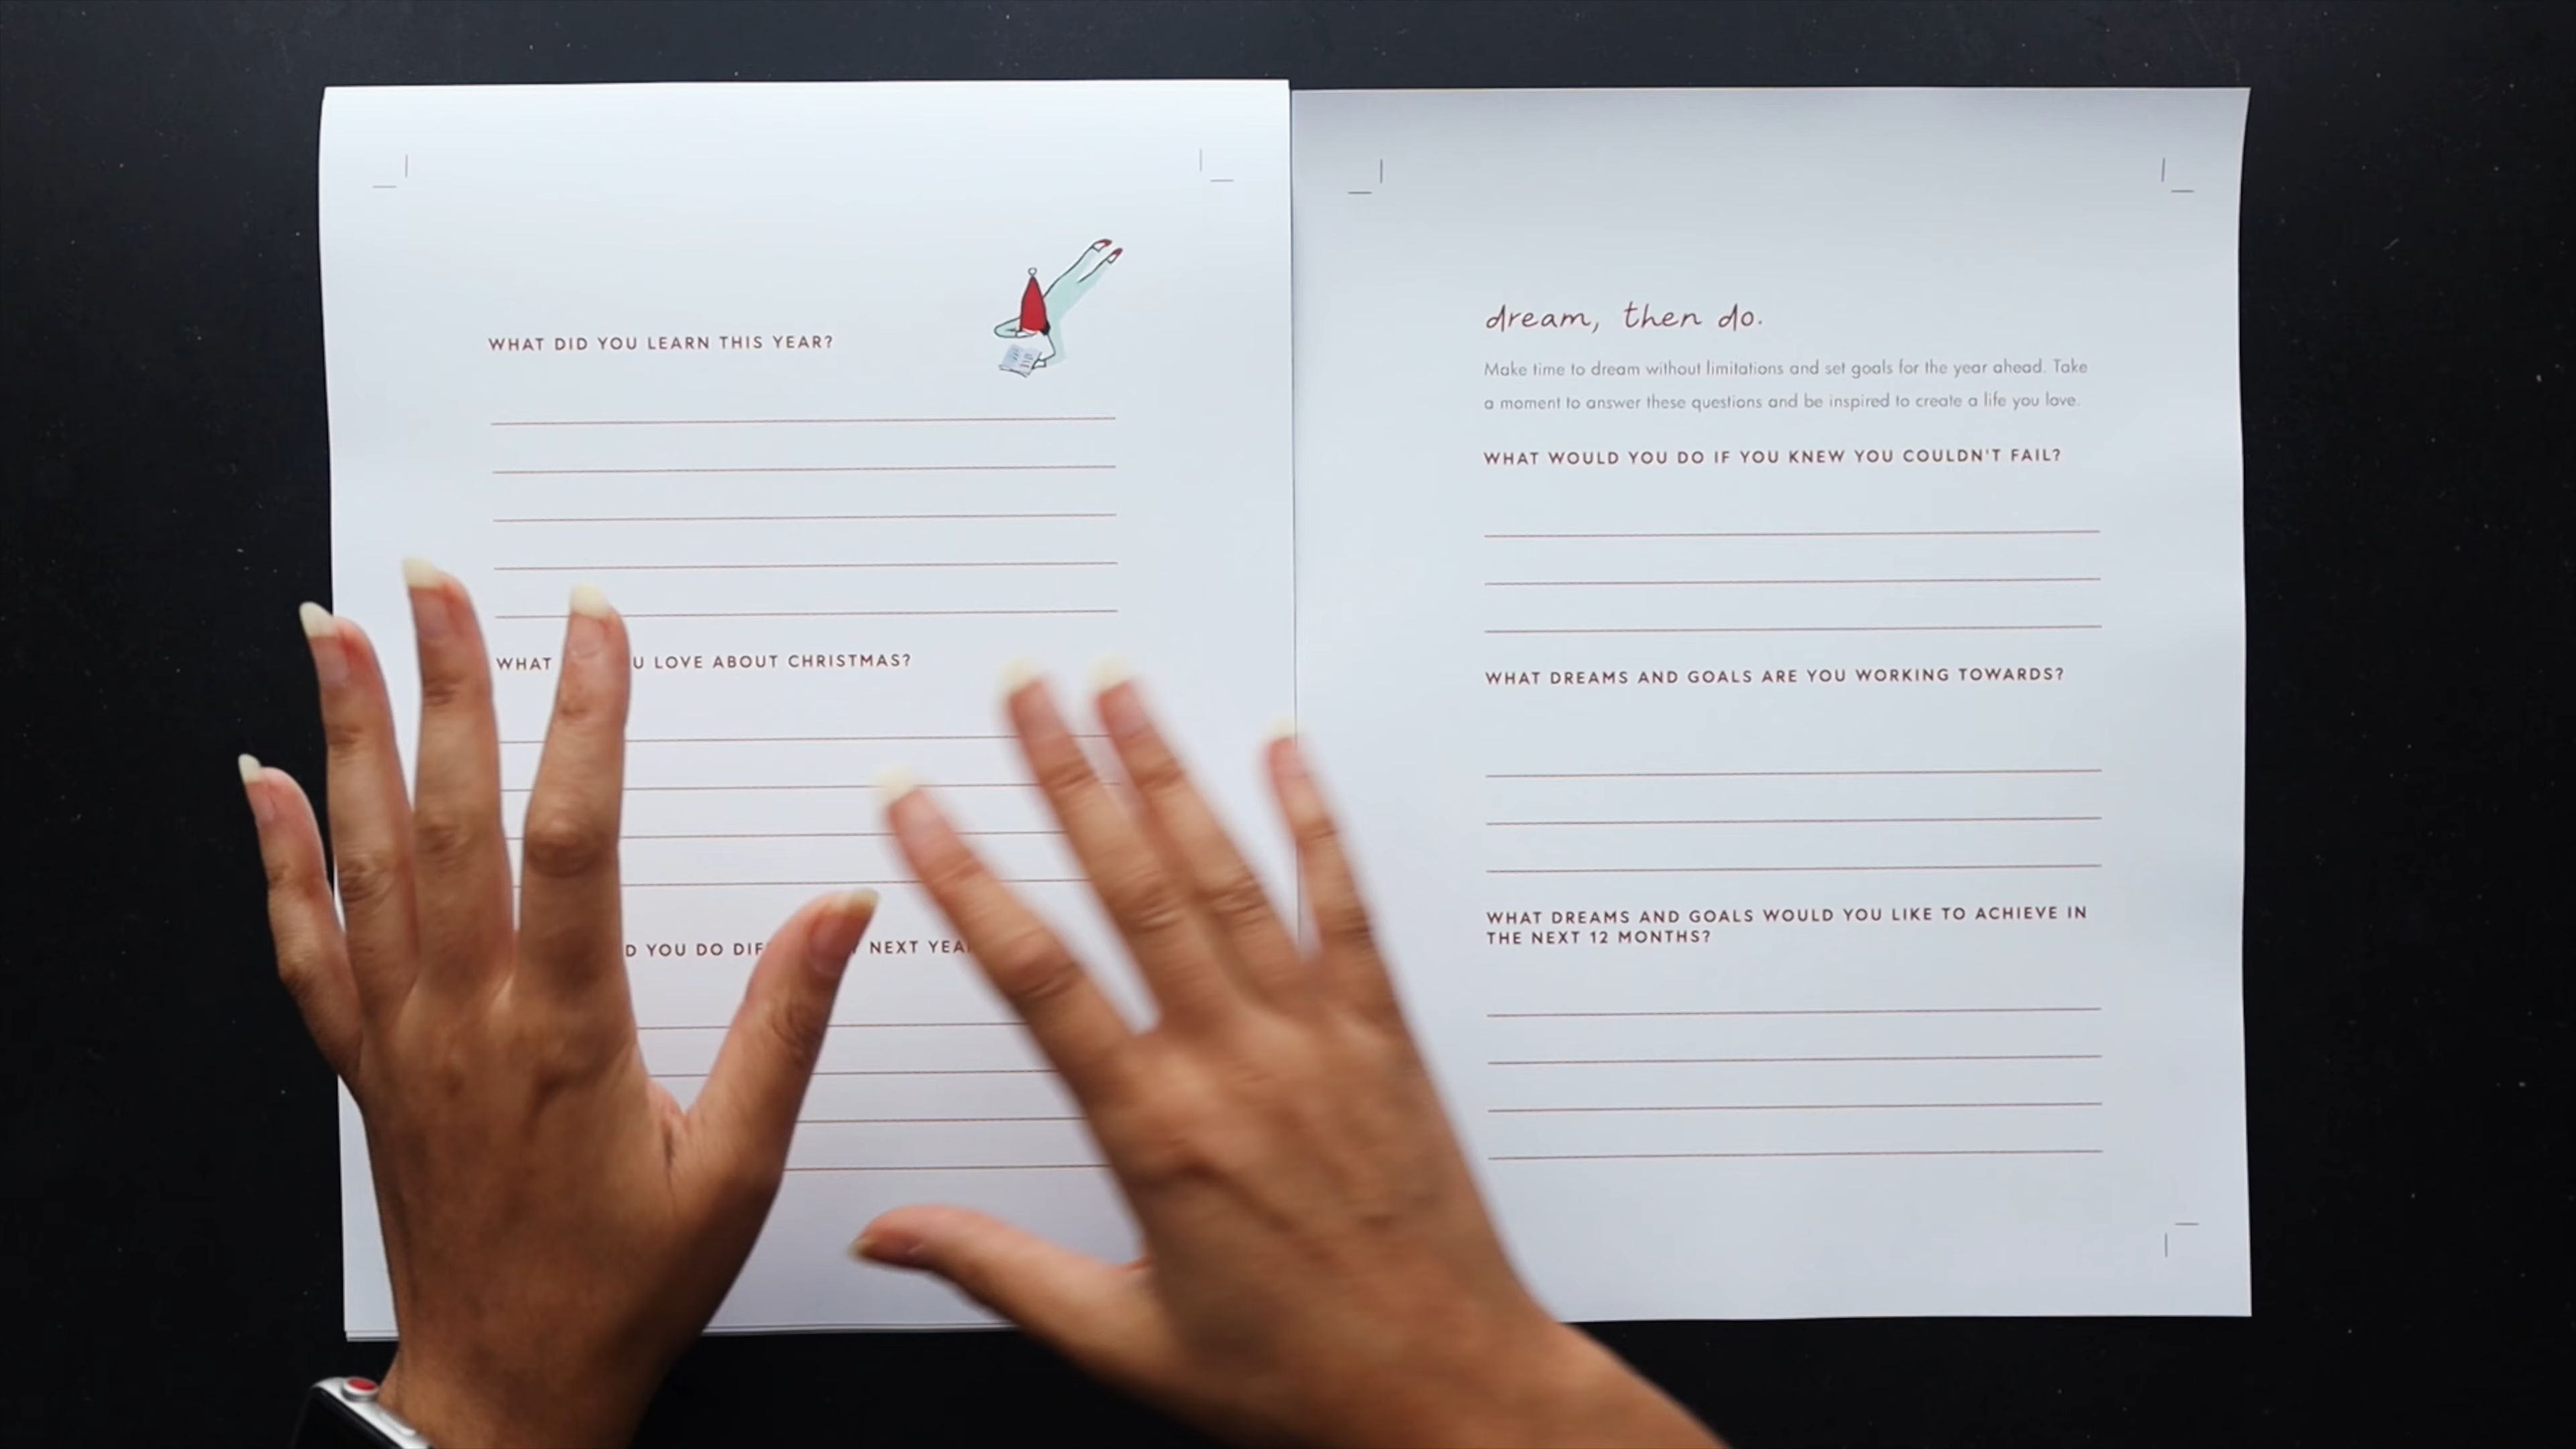 WHAT DID YOU LEARN THIS YEAR?
WHAT U LOVE ABOUT CHRISTMAS?
D YOU DO DIF Y NEXT YEA
dream, then do.
Make time to dream without limitations and set goals for the year ahead. Take
a moment to answer these questions and be inspired to create a life you love.
WHAT WOULD YOU DO IF YOU KNEW YOU COULDN'T FAIL?
WHAT DREAMS AND GOALS ARE YOU WORKING TOWARDS?
WHAT DREAMS AND GOALS WOULD YOU LIKE TO ACHIEVE IN
THE NEXT 12 MONTHS?